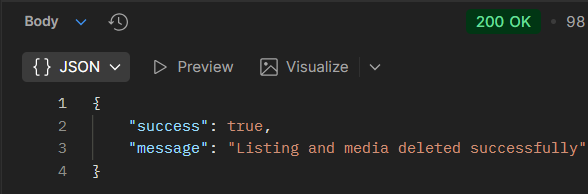 Body 200 OK • 98
{} JSON Preview Visualize
1 {
2 "success": true,
3 "message": "Listing and media deleted successfully"
4 }